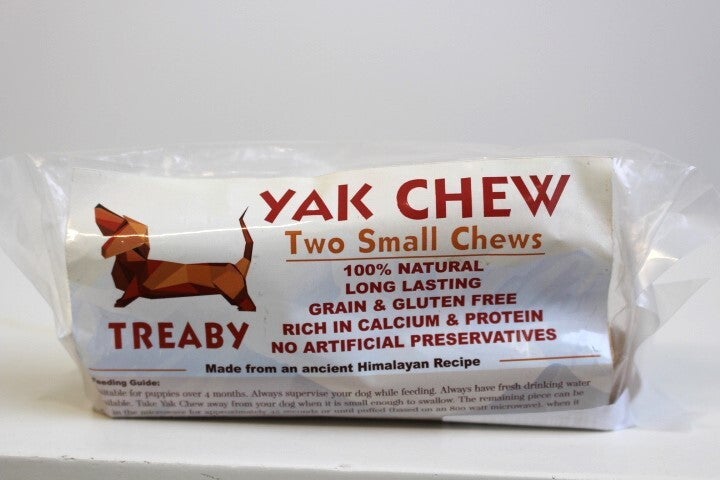 YAK CHEW
Two Small Chews
100% NATURAL
LONG LASTING
GRAIN & GLUTEN FREE
RICH IN CALCIUM & PROTEIN
NO ARTIFICIAL PRESERVATIVES
TREABY
Made from an ancient Himalayan Recipe
Feeding Guide:
suitable for puppies over 4 months. Always supervise your dog while feeding. Always have fresh drinking water
available. Take Yak Chew away from your dog when it is small enough to swallow. The remaining piece can be
in the microwave for approximately 45 seconds or until puffed (based on an 800 watt microwave). when it